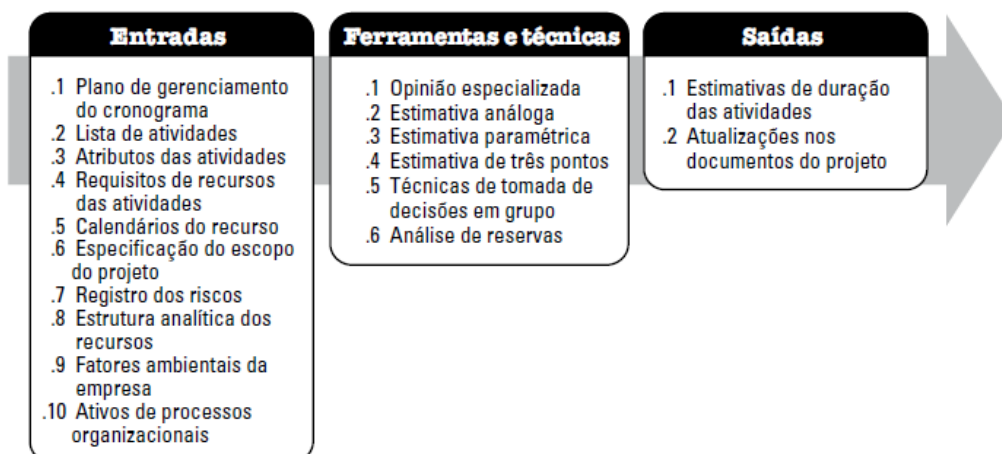 Entradas
.1 Plano de gerenciamento
do cronograma
.2 Lista de atividades
.3 Atributos das atividades
.4 Requisitos de recursos
das atividades
.5 Calendários do recurso
.6 Especificação do escopo
do projeto
.7 Registro dos riscos
.8 Estrutura analítica dos
recursos
.9 Fatores ambientais da
empresa
.10 Ativos de processos
organizacionais
Ferramentas e técnicas
.1 Opinião especializada
.2 Estimativa análoga
.3 Estimativa paramétrica
.4 Estimativa de três pontos
.5 Técnicas de tomada de
decisões em grupo
.6 Análise de reservas
Saídas
.1 Estimativas de duração
das atividades
.2 Atualizações nos
documentos do projeto